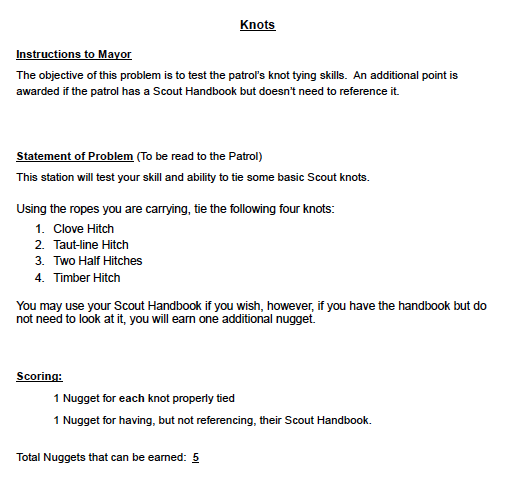 Knots
Instructions to Mayor
The objective of this problem is to test the patrol's knot tying skills.  An additional point is
awarded if the patrol has a Scout Handbook but doesn't need to reference it.
Statement of Problem (To be read to the Patrol)
This station will test your skill and ability to tie some basic Scout knots.
Using the ropes you are carrying, tie the following four knots:
1. Clove Hitch
2. Taut-line Hitch
3. Two Half Hitches
4. Timber Hitch
You may use your Scout Handbook if you wish, however, if you have the handbook but do
not need to look at it, you will earn one additional nugget.
Scoring:
1 Nugget for each knot properly tied
1 Nugget for having, but not referencing, their Scout Handbook.
Total Nuggets that can be earned:  5